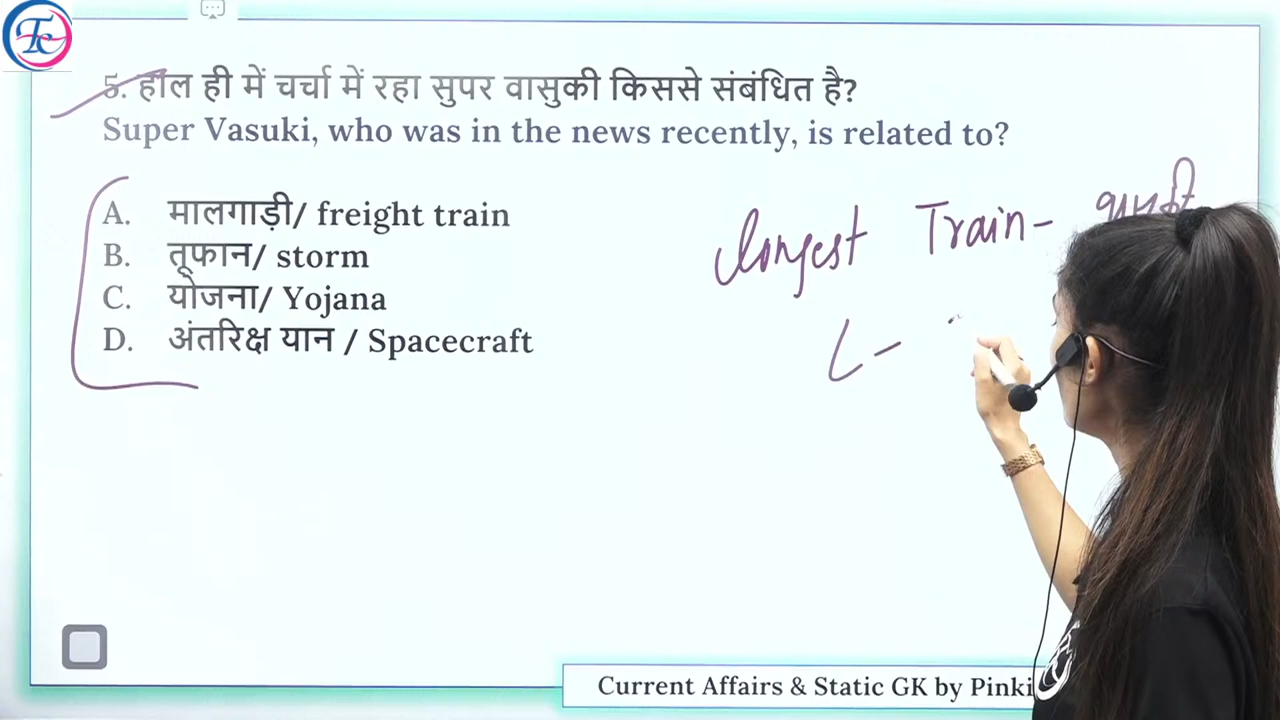 5. हाल ही में चर्चा में रहा सुपर वासुकी किससे संबंधित है?
Super Vasuki, who was in the news recently, is related to?
A. मालगाड़ी/ freight train
B. तूफान/ storm
C. योजना/ Yojana
D. अंतरिक्ष यान / Spacecraft
longest Train-
L-
Current Affairs & Static GK by Pinki